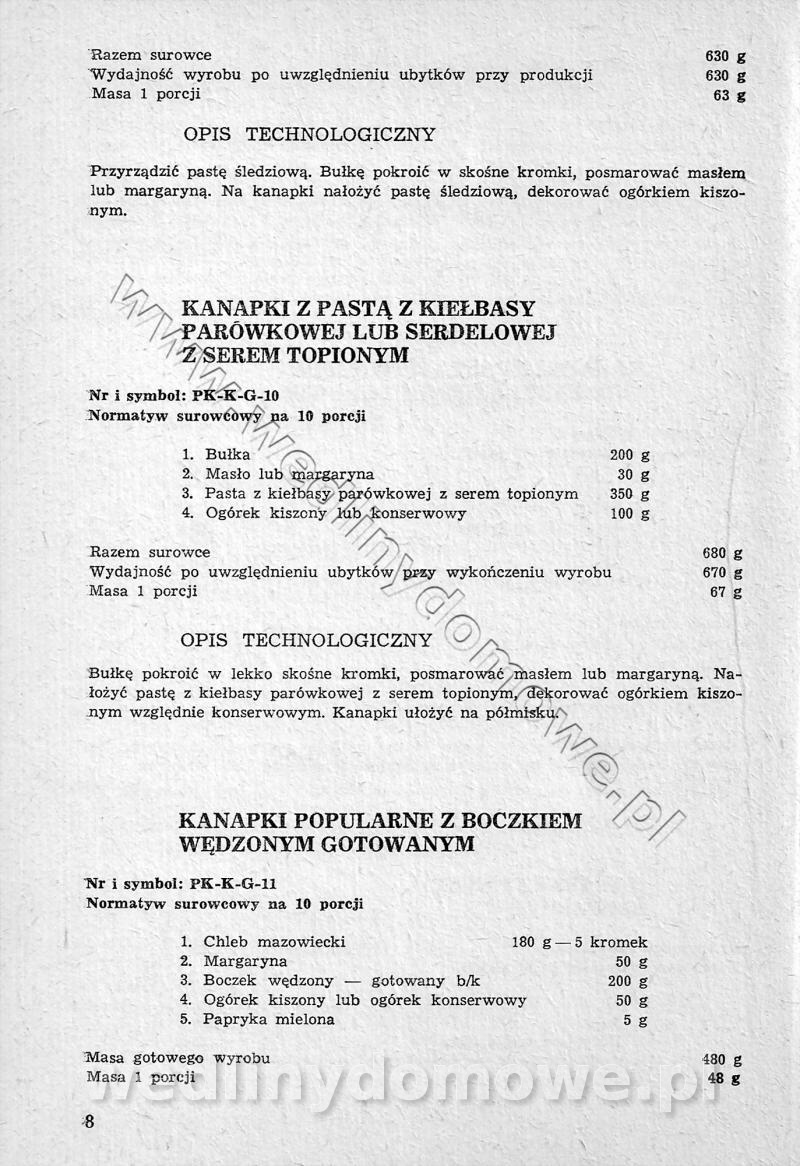 Razem surowce 630 g
Wydajność wyrobu po uwzględnieniu ubytków przy produkcji 630 g
Masa 1 porcji 63 g
OPIS TECHNOLOGICZNY
Przyrządzić pastę śledziową. Bułkę pokroić w skośne kromki, posmarować masłem
lub margaryną. Na kanapki nałożyć pastę śledziową, dekorować ogórkiem kiszo-
nym.
KANAPKI Z PASTĄ Z KIEŁBASY
PARÓWKOWEJ LUB SERDELOWEJ
Z SEREM TOPIONYM
Nr i symbol: PK-K-G-10
Normatyw surowcowy na 10 porcji
1. Bułka 200 g
2. Masło lub margaryna 30 g
3. Pasta z kiełbasy parówkowej z serem topionym 350 g
4. Ogórek kiszony lub konserwowy 100 g
Razem surowce 680 g
Wydajność po uwzględnieniu ubytków przy wykończeniu wyrobu 670 g
Masa 1 porcji 67 g
OPIS TECHNOLOGICZNY
Bułkę pokroić w lekko skośne kromki, posmarować masłem lub margaryną. Na-
łożyć pastę z kiełbasy parówkowej z serem topionym, dekorować ogórkiem kiszo-
nym względnie konserwowym. Kanapki ułożyć na półmisku.
KANAPKI POPULARNE Z BOCZKIEM
WĘDZONYM GOTOWANYM
Nr i symbol: PK-K-G-11
Normatyw surowcowy na 10 porcji
1. Chleb mazowiecki 180 g — 5 kromek
2. Margaryna 50 g
3. Boczek wędzony — gotowany b/k 200 g
4. Ogórek kiszony lub ogórek konserwowy 50 g
5. Papryka mielona 5 g
Masa gotowego wyrobu 480 g
Masa 1 porcji 48 g
8
www.wedlinydomowe.pl
wedlinydomowe.pl